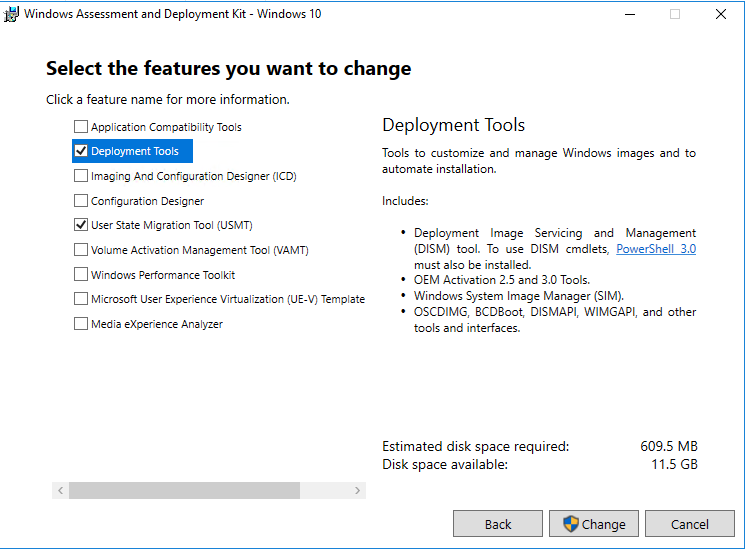 Windows Assessment and Deployment Kit - Windows 10
Select the features you want to change
Click a feature name for more information.
Application Compatibility Tools
Deployment Tools
Imaging And Configuration Designer (ICD)
Configuration Designer
User State Migration Tool (USMT)
Volume Activation Management Tool (VAMT)
Windows Performance Toolkit
Microsoft User Experience Virtualization (UE-V) Template
Media eXperience Analyzer
Deployment Tools
Tools to customize and manage Windows images and to
automate installation.
Includes:
• Deployment Image Servicing and Management
(DISM) tool. To use DISM cmdlets, PowerShell 3.0
must also be installed.
• OEM Activation 2.5 and 3.0 Tools.
• Windows System Image Manager (SIM).
• OSCDIMG, BCDBoot, DISMAPI, WIMGAPI, and other
tools and interfaces.
Estimated disk space required: 609.5 MB
Disk space available: 11.5 GB
Back
Change
Cancel